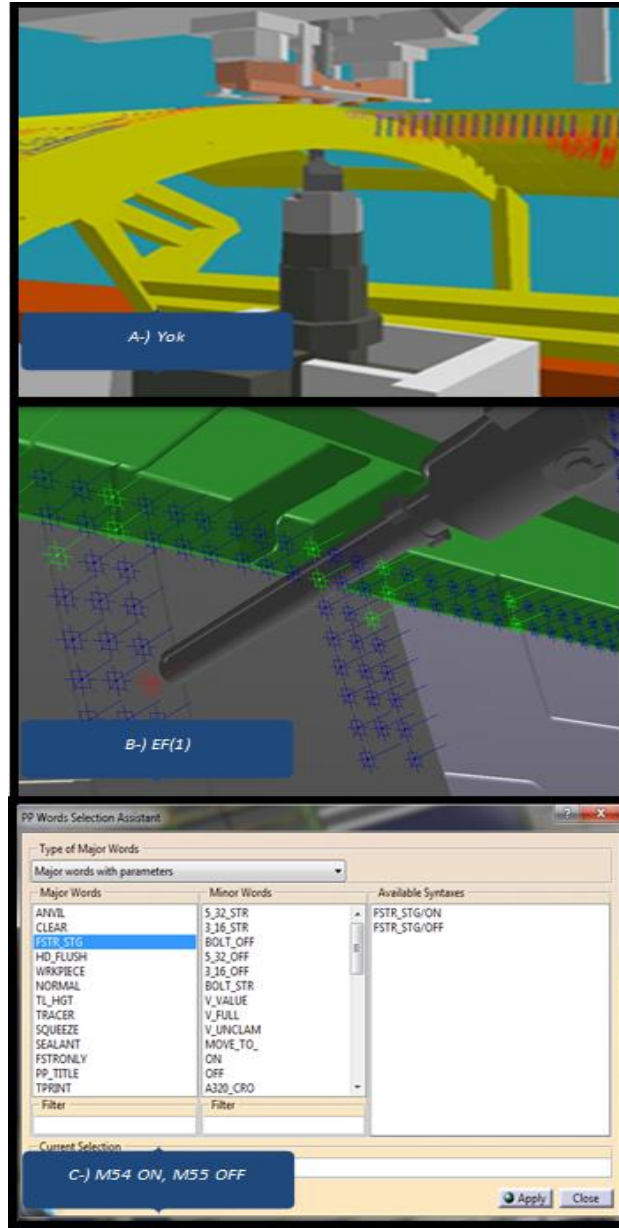 A-) Yok
B-) EF(1)
PP Words Selection Assistant
Type of Major Words
Major words with parameters
Major Words
ANVIL
CLEAR
FSTR_STG
HD_FLUSH
WRKPIECE
NORMAL
TL_HGT
TRACER
SQUEEZE
SEALANT
FSTRONLY
PP_TITLE
TPRINT
Filter
Minor Words
5_32_STR
3_16_STR
BOLT_OFF
5_32_OFF
3_16_OFF
BOLT_STR
V_VALUE
V_FULL
V_UNCLAM
MOVE_TO_
ON
OFF
A320_CRO
Filter
Available Syntaxes
FSTR_STG/ON
FSTR_STG/OFF
Current Selection
C-) M54 ON, M55 OFF
Apply
Close